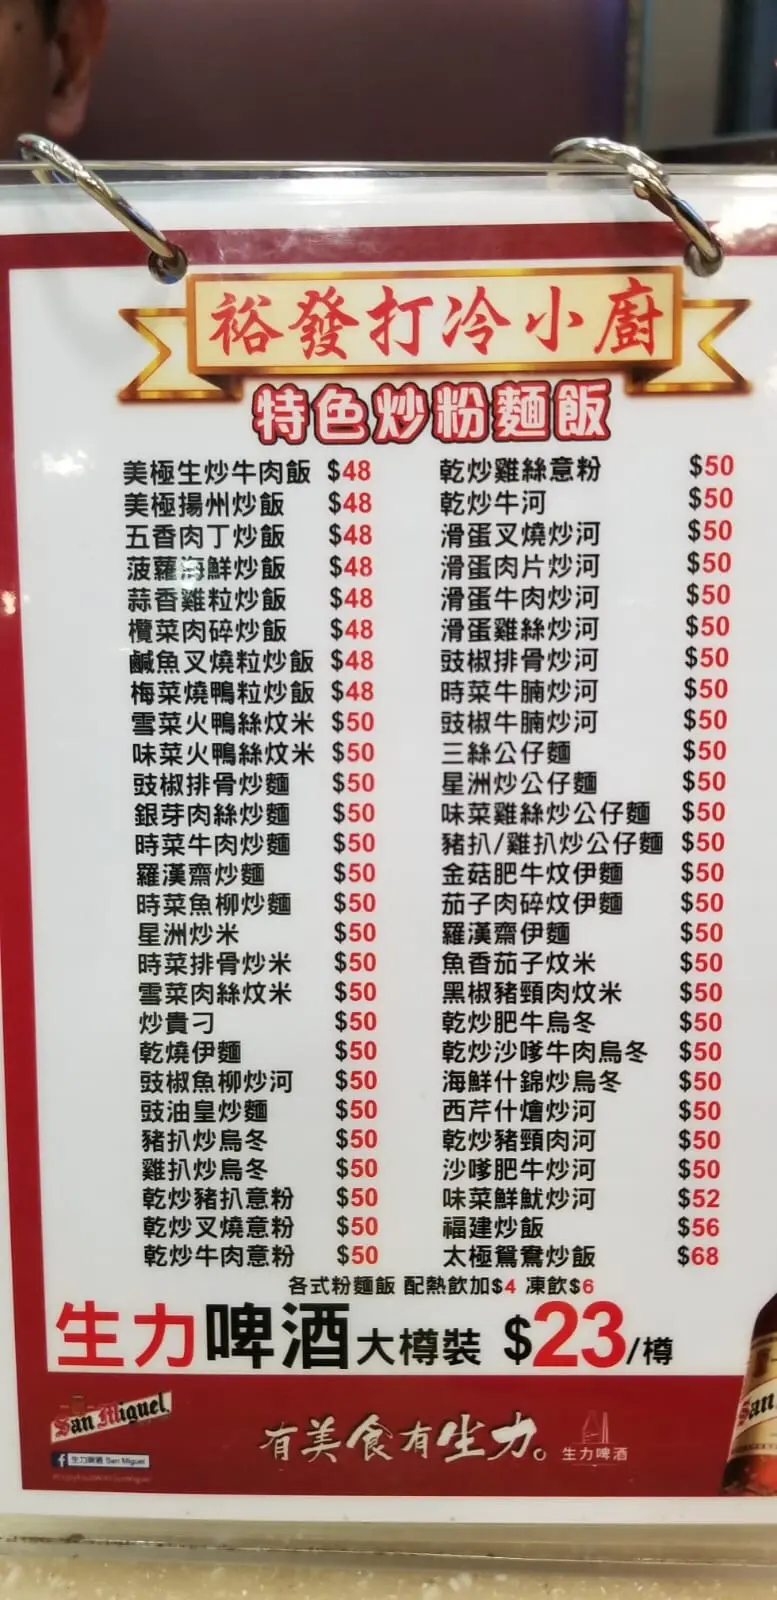 裕發打冷小廚
特色炒粉麵飯
美極生炒牛肉飯 $48
美極揚州炒飯 $48
五香肉丁炒飯 $48
菠蘿海鮮炒飯 $48
蒜香雞粒炒飯 $48
欖菜肉碎炒飯 $48
鹹魚叉燒粒炒飯 $48
梅菜燒鴨粒炒飯 $48
雪菜火鴨絲炆米 $50
味菜火鴨絲炆米 $50
豉椒排骨炒麵 $50
銀芽肉絲炒麵 $50
時菜牛肉炒麵 $50
羅漢齋炒麵 $50
時菜魚柳炒麵 $50
星洲炒米 $50
時菜排骨炒米 $50
雪菜肉絲炆米 $50
炒貴刁 $50
乾燒伊麵 $50
豉椒魚柳炒河 $50
豉油皇炒麵 $50
豬扒炒烏冬 $50
雞扒炒烏冬 $50
乾炒豬扒意粉 $50
乾炒叉燒意粉 $50
乾炒牛肉意粉 $50
乾炒雞絲意粉 $50
乾炒牛河 $50
滑蛋叉燒炒河 $50
滑蛋肉片炒河 $50
滑蛋牛肉炒河 $50
滑蛋雞絲炒河 $50
豉椒排骨炒河 $50
時菜牛腩炒河 $50
豉椒牛腩炒河 $50
三絲公仔麵 $50
星洲炒公仔麵 $50
味菜雞絲炒公仔麵 $50
豬扒/雞扒炒公仔麵 $50
金菇肥牛炆伊麵 $50
茄子肉碎炆伊麵 $50
羅漢齋伊麵 $50
魚香茄子炆米 $50
黑椒豬頸肉炆米 $50
乾炒肥牛烏冬 $50
乾炒沙嗲牛肉烏冬 $50
海鮮什錦炒烏冬 $50
西芹什燴炒河 $50
乾炒豬頸肉河 $50
沙嗲肥牛炒河 $50
味菜鮮魷炒河 $52
福建炒飯 $56
太極鴛鴦炒飯 $68
各式粉麵飯 配熱飲加$4 凍飲$6
生力啤酒大樽裝 $23/樽
San Miguel
生力啤酒 San Miguel
有美食有生力。
生力啤酒
San